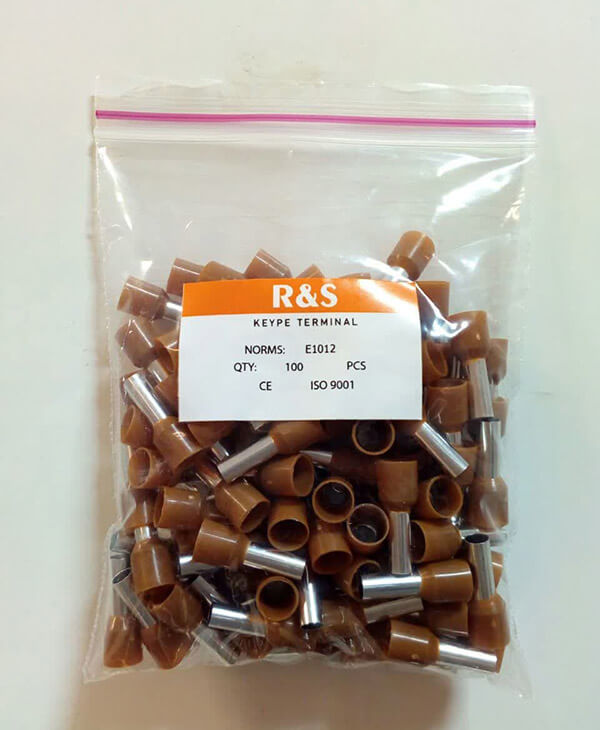 R&S
KEYPE TERMINAL
NORMS: E1012
QTY: 100 PCS
CE ISO 9001